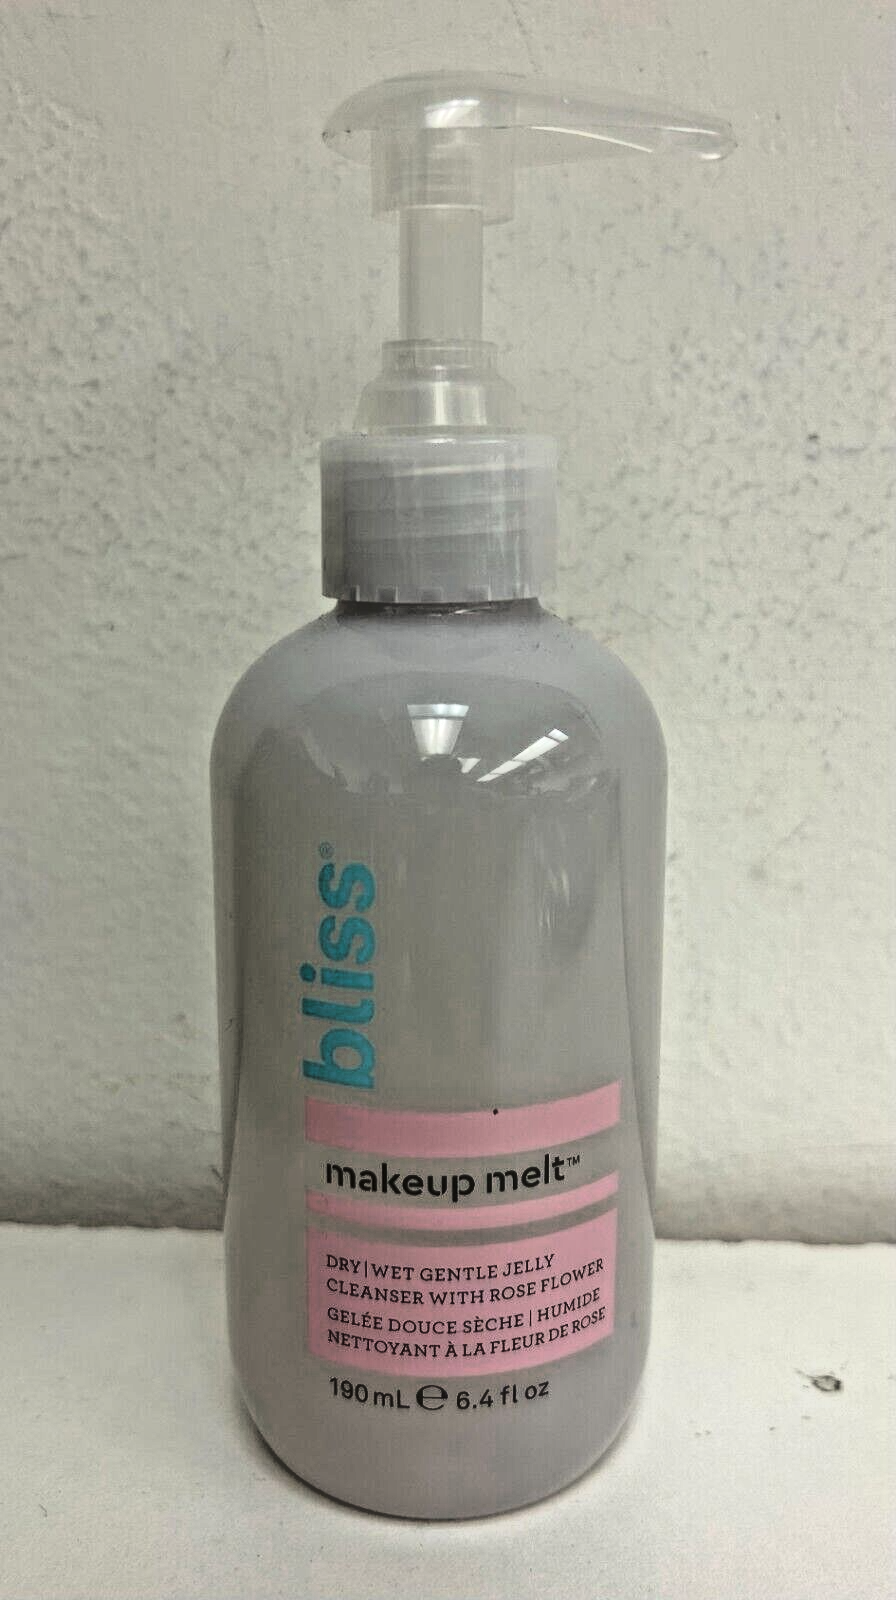 bliss®
makeup melt™
DRY|WET GENTLE JELLY
CLEANSER WITH ROSE FLOWER
GELÉE DOUCE SÈCHE | HUMIDE
NETTOYANT À LA FLEUR DE ROSE
190 mL ℮ 6.4 fl oz